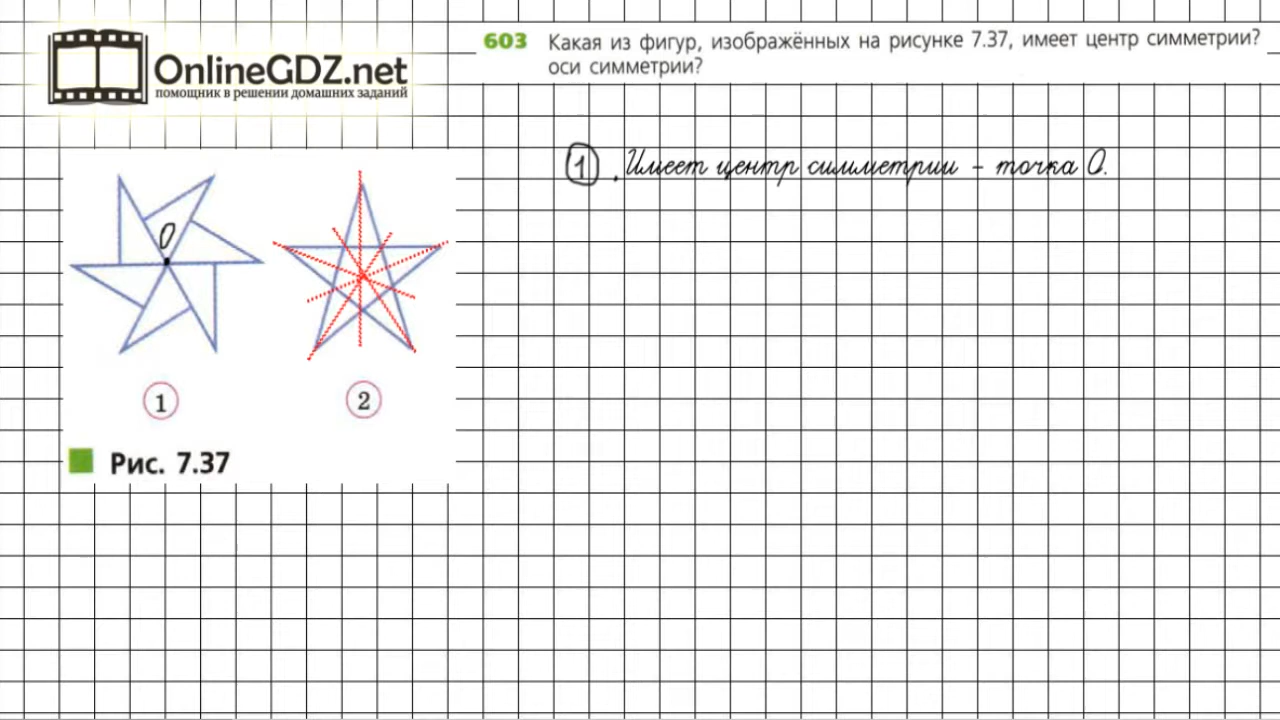 OnlineGDZ.net
помощник в решении домашних заданий
603 Какая из фигур, изображённых на рисунке 7.37, имеет центр симметрии?
оси симметрии?
1. Имеет центр симметрии - точка О.
О
1 2
Рис. 7.37